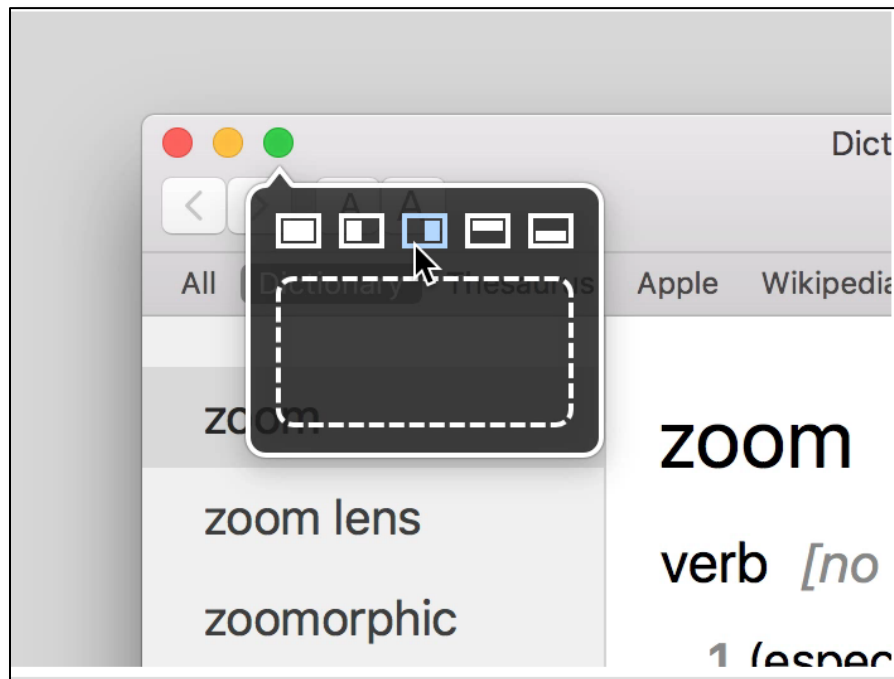 Dict
A A
All Dictionary Thesaurus Apple Wikipedia
zoom
zoom lens
zoomorphic
zoom
verb [no
1 (espec